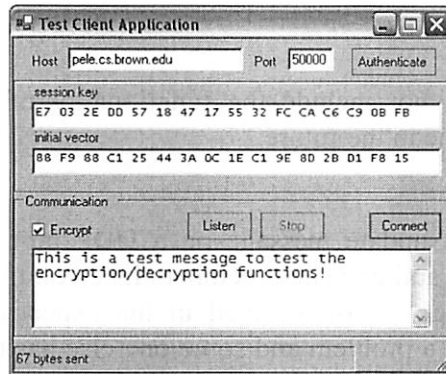 Test Client Application
Host pele.cs.brown.edu Port 50000 Authenticate
session key
E7 03 2E DD 57 18 47 17 55 32 FC CA C6 C9 0B FB
initial vector
88 F9 88 C1 25 44 3A 0C 1E C1 9E 8D 2B D1 F8 15
Communication
Encrypt Listen Stop Connect
This is a test message to test the
encryption/decryption functions!
67 bytes sent